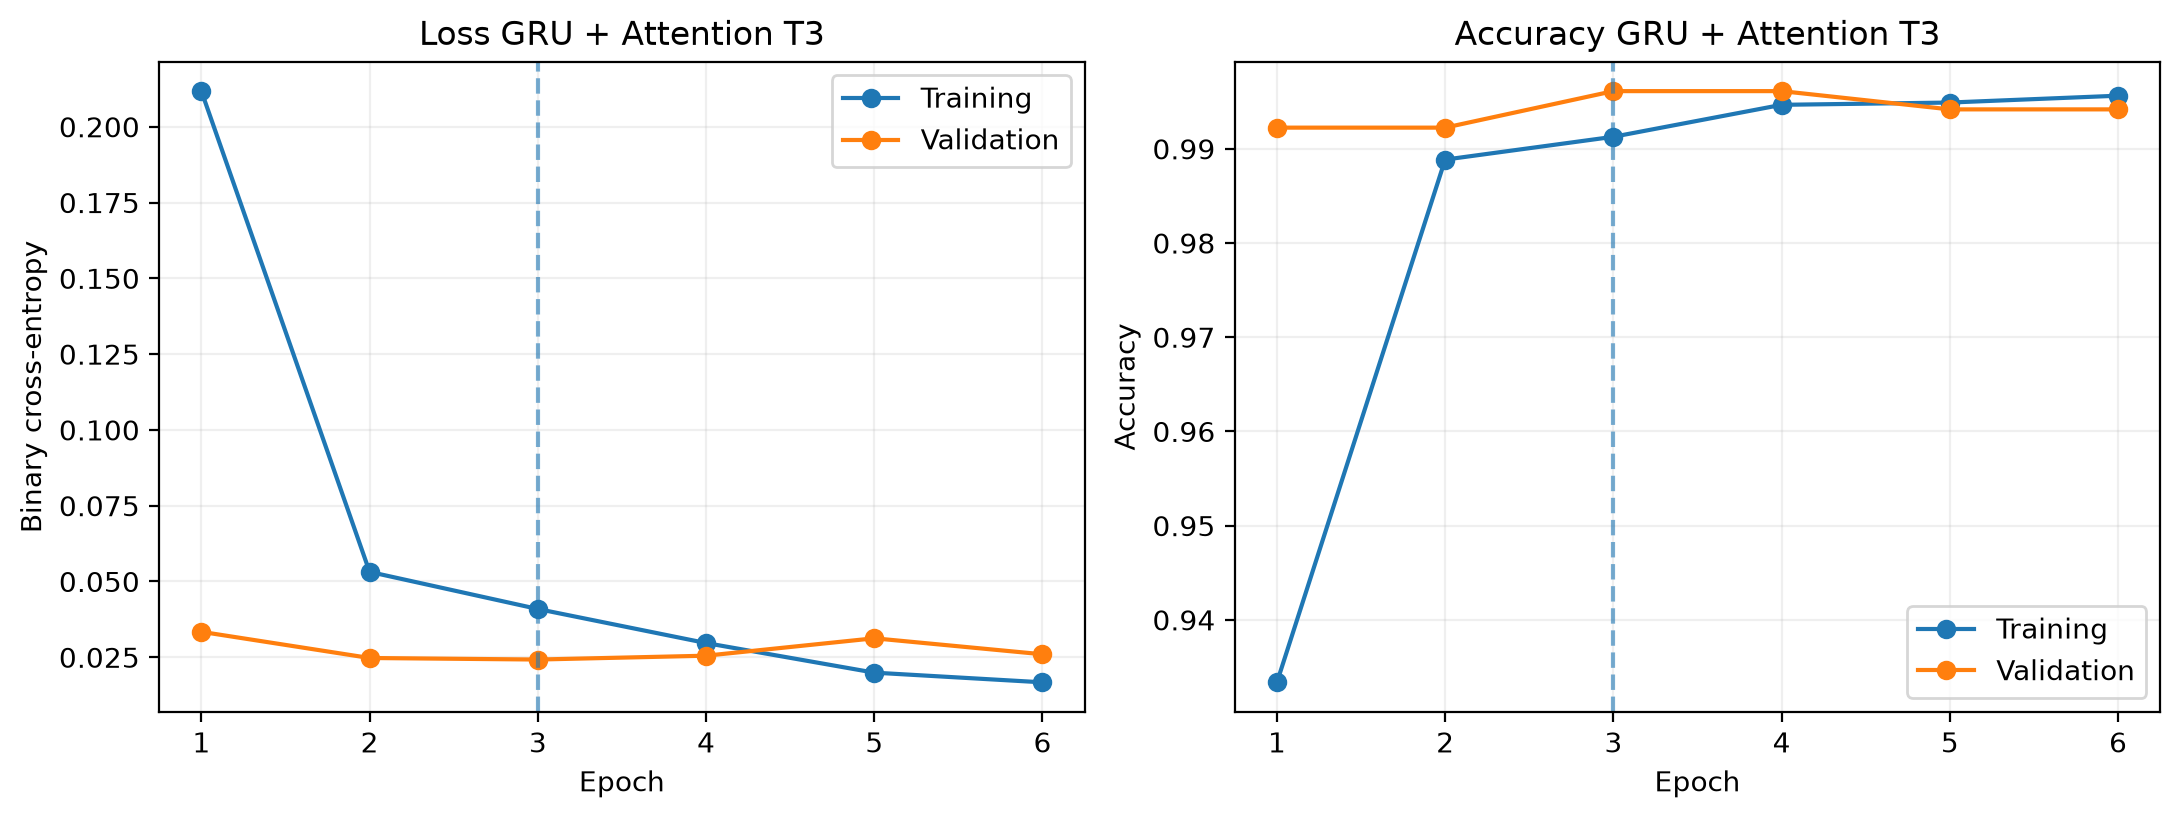 Loss GRU + Attention T3
Binary cross-entropy
0.200
0.175
0.150
0.125
0.100
0.075
0.050
0.025
1 2 3 4 5 6
Epoch
Training
Validation
Accuracy GRU + Attention T3
Accuracy
0.99
0.98
0.97
0.96
0.95
0.94
1 2 3 4 5 6
Epoch
Training
Validation